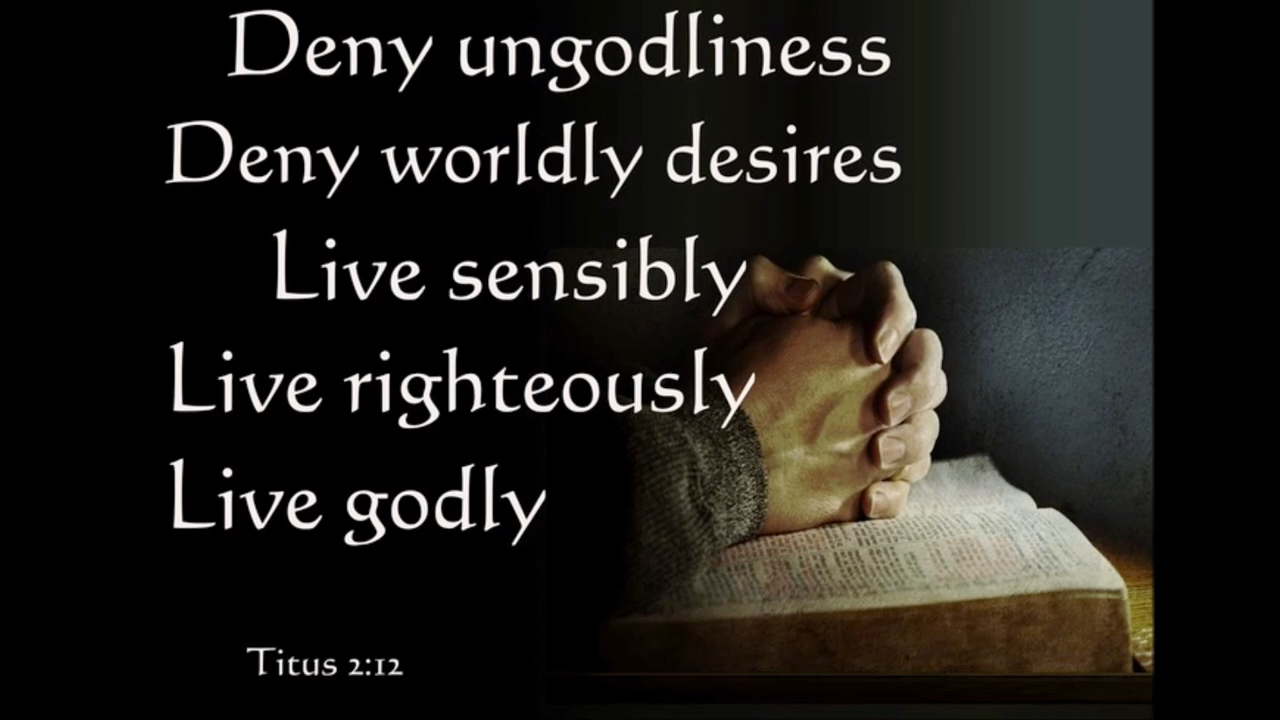 Deny ungodliness
Deny worldly desires
Live sensibly
Live righteously
Live godly
Titus 2:12